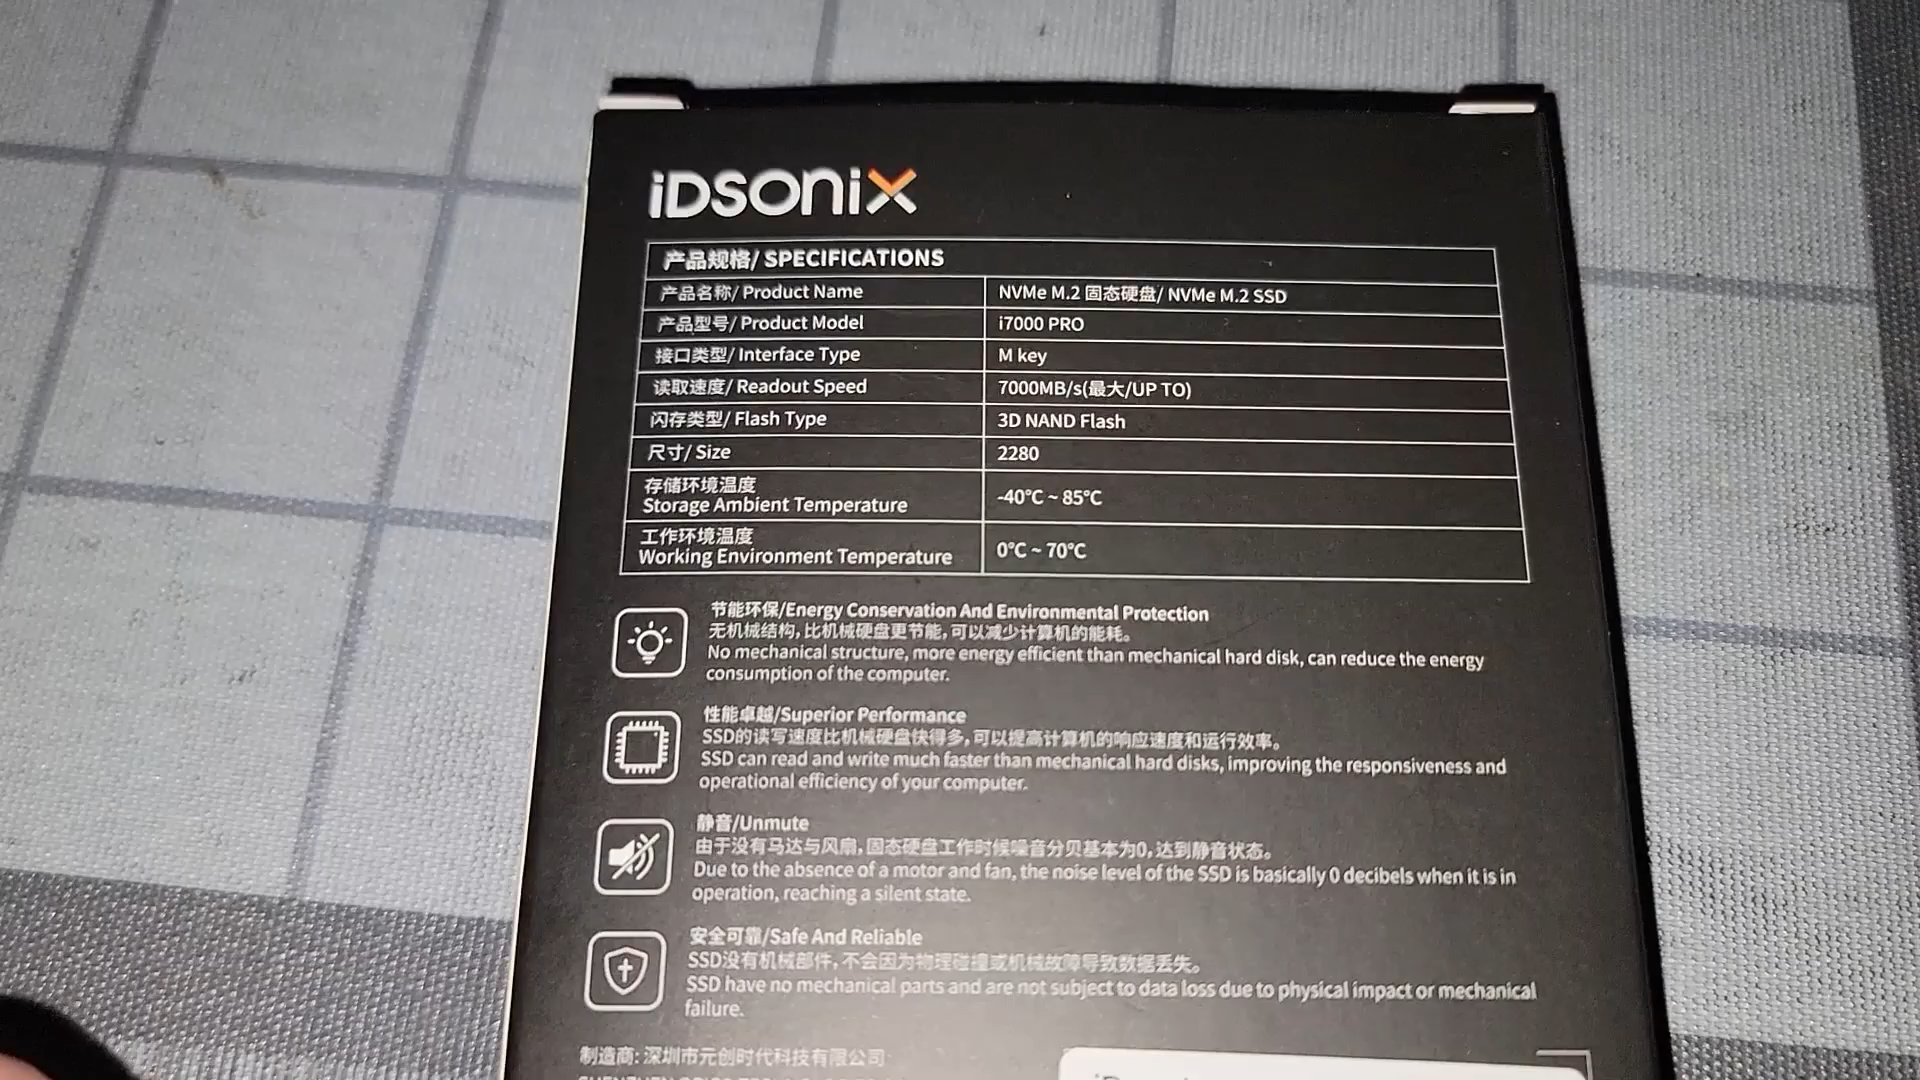 iDSONiX
产品规格/ SPECIFICATIONS
产品名称/ Product Name
NVMe M.2 固态硬盘/ NVMe M.2 SSD
产品型号/ Product Model
i7000 PRO
接口类型/ Interface Type
M key
读取速度/ Readout Speed
7000MB/s(最大/UP TO)
闪存类型/ Flash Type
3D NAND Flash
尺寸/ Size
2280
存储环境温度
Storage Ambient Temperature
-40°C ~ 85°C
工作环境温度
Working Environment Temperature
0°C ~ 70°C
节能环保/Energy Conservation And Environmental Protection
无机械结构,比机械硬盘更节能,可以减少计算机的能耗。
No mechanical structure, more energy efficient than mechanical hard disk, can reduce the energy
consumption of the computer.
性能卓越/Superior Performance
SSD的读写速度比机械硬盘快得多,可以提高计算机的响应速度和运行效率。
SSD can read and write much faster than mechanical hard disks, improving the responsiveness and
operational efficiency of your computer.
静音/Unmute
由于没有马达与风扇,固态硬盘工作时候噪音分贝基本为0,达到静音状态。
Due to the absence of a motor and fan, the noise level of the SSD is basically 0 decibels when it is in
operation, reaching a silent state.
安全可靠/Safe And Reliable
SSD没有机械部件,不会因为物理碰撞或机械故障导致数据丢失。
SSD have no mechanical parts and are not subject to data loss due to physical impact or mechanical
failure.
制造商: 深圳市元创时代科技有限公司